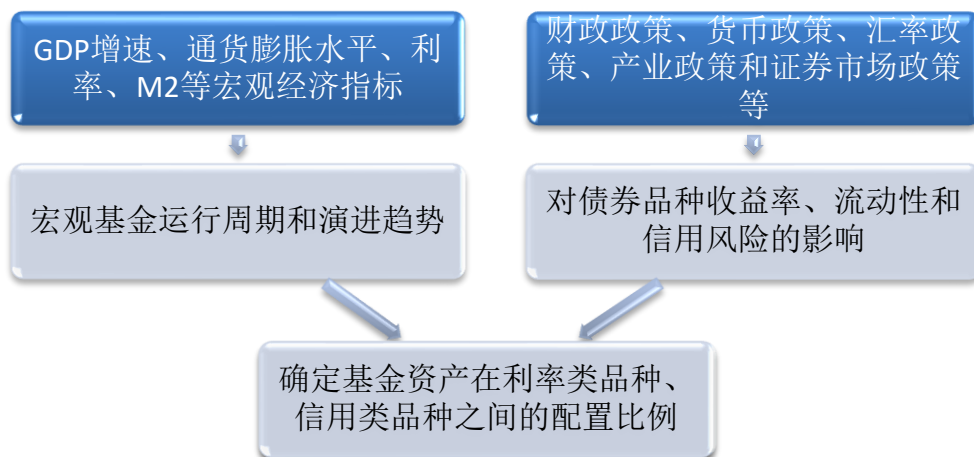 GDP增速、通货膨胀水平、利
率、M2等宏观经济指标
财政政策、货币政策、汇率政
策、产业政策和证券市场政策
等
宏观基金运行周期和演进趋势
对债券品种收益率、流动性和
信用风险的影响
确定基金资产在利率类品种、
信用类品种之间的配置比例